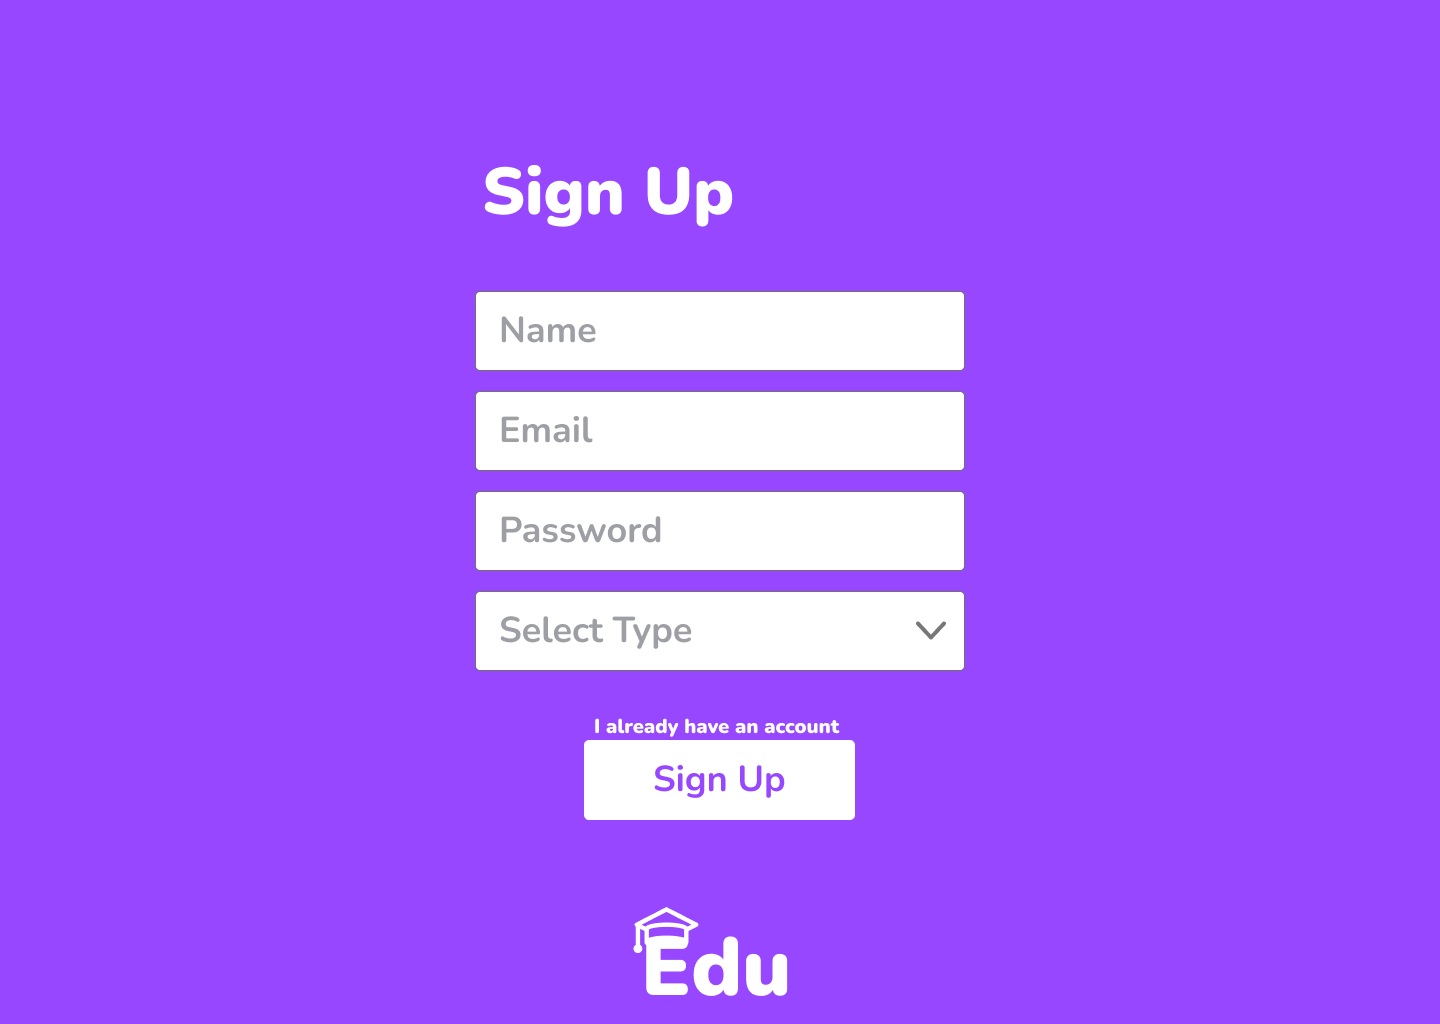 Sign Up
Name
Email
Password
Select Type
I already have an account
Sign Up
Edu